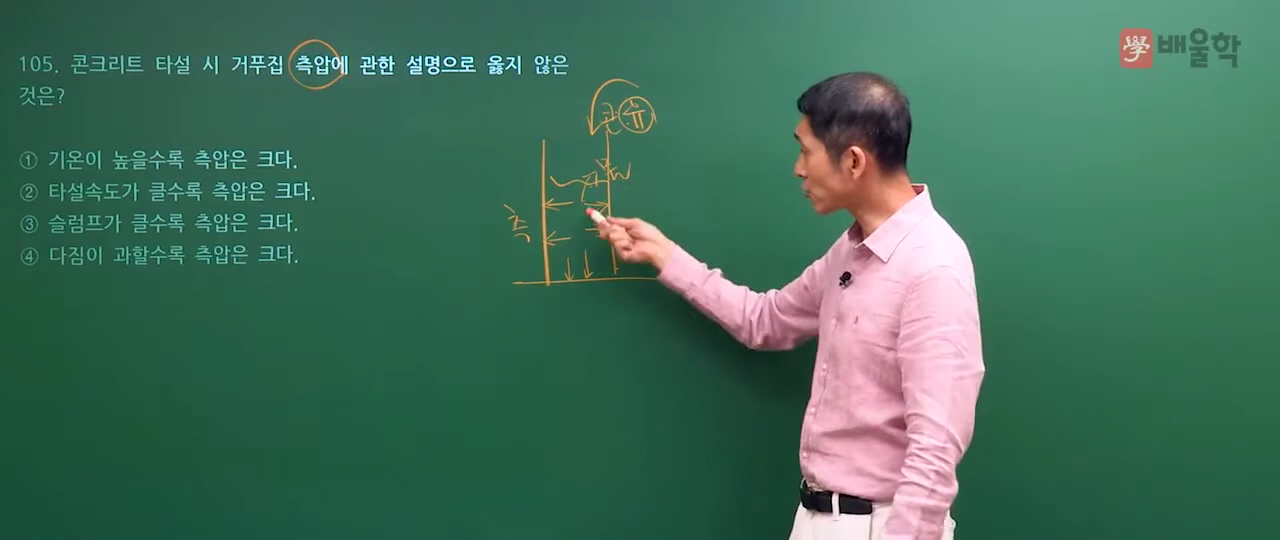 105. 콘크리트 타설 시 거푸집 측압에 관한 설명으로 옳지 않은
것은?
① 기온이 높을수록 측압은 크다.
② 타설속도가 클수록 측압은 크다.
③ 슬럼프가 클수록 측압은 크다.
④ 다짐이 과할수록 측압은 크다.
學 배울학
측
W